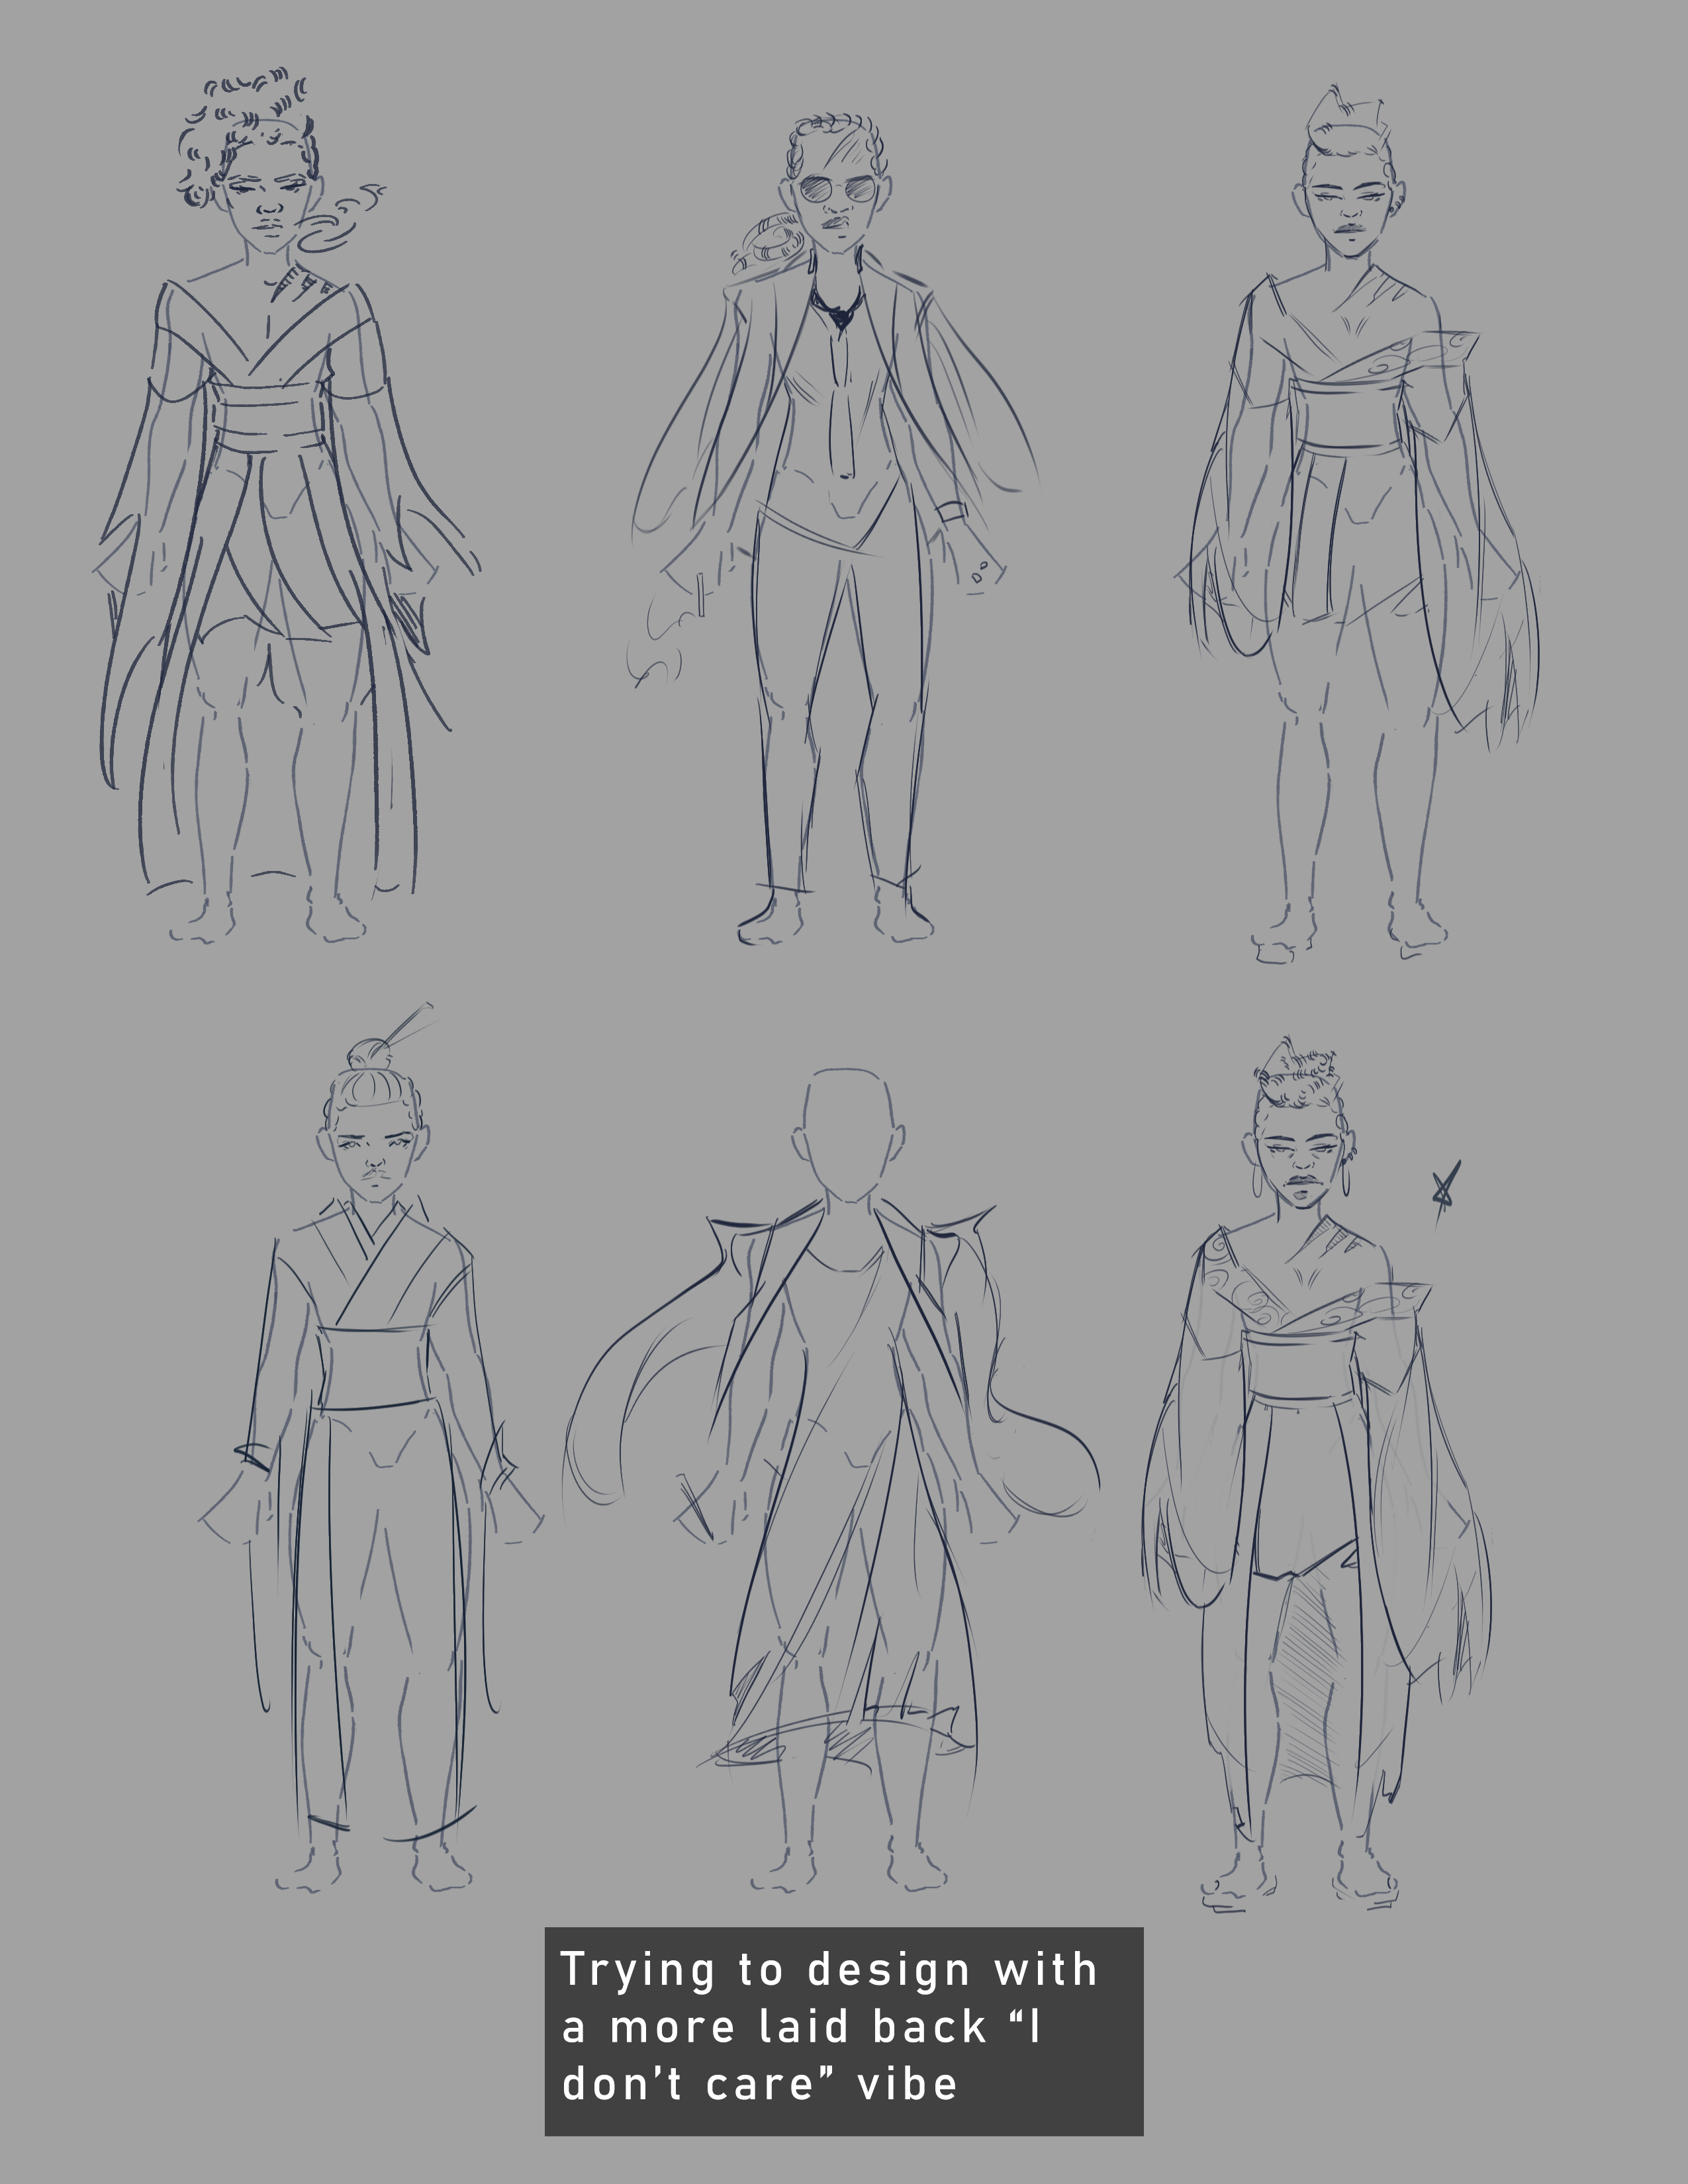 Trying to design with
a more laid back “I
don’t care” vibe